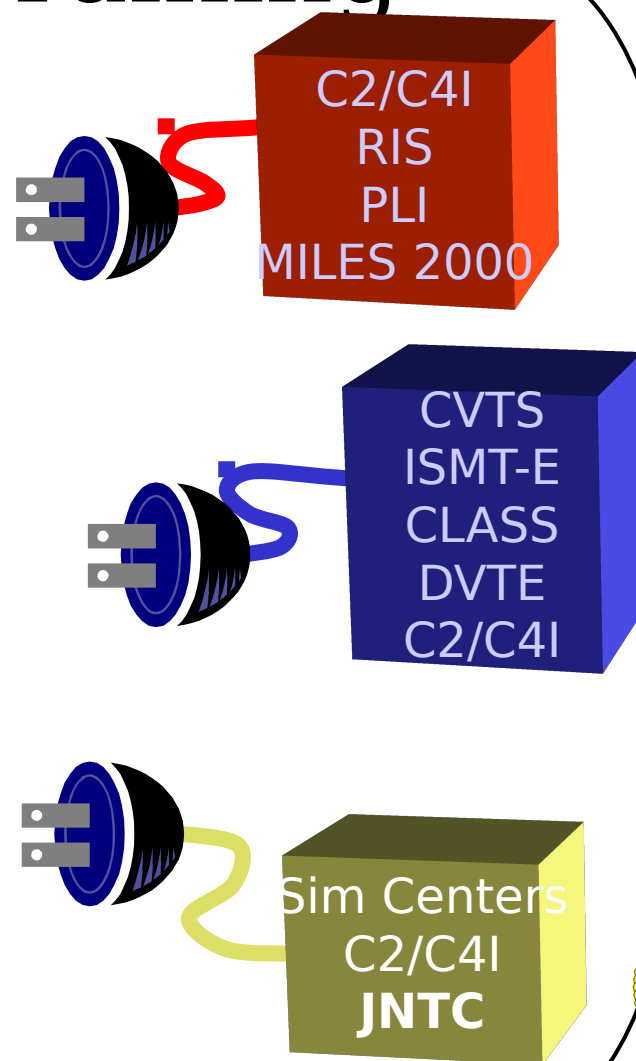 C2/C4I
RIS
PLI
MILES 2000
CVTS
ISMT-E
CLASS
DVTE
C2/C4I
Sim Centers
C2/C4I
JNTC